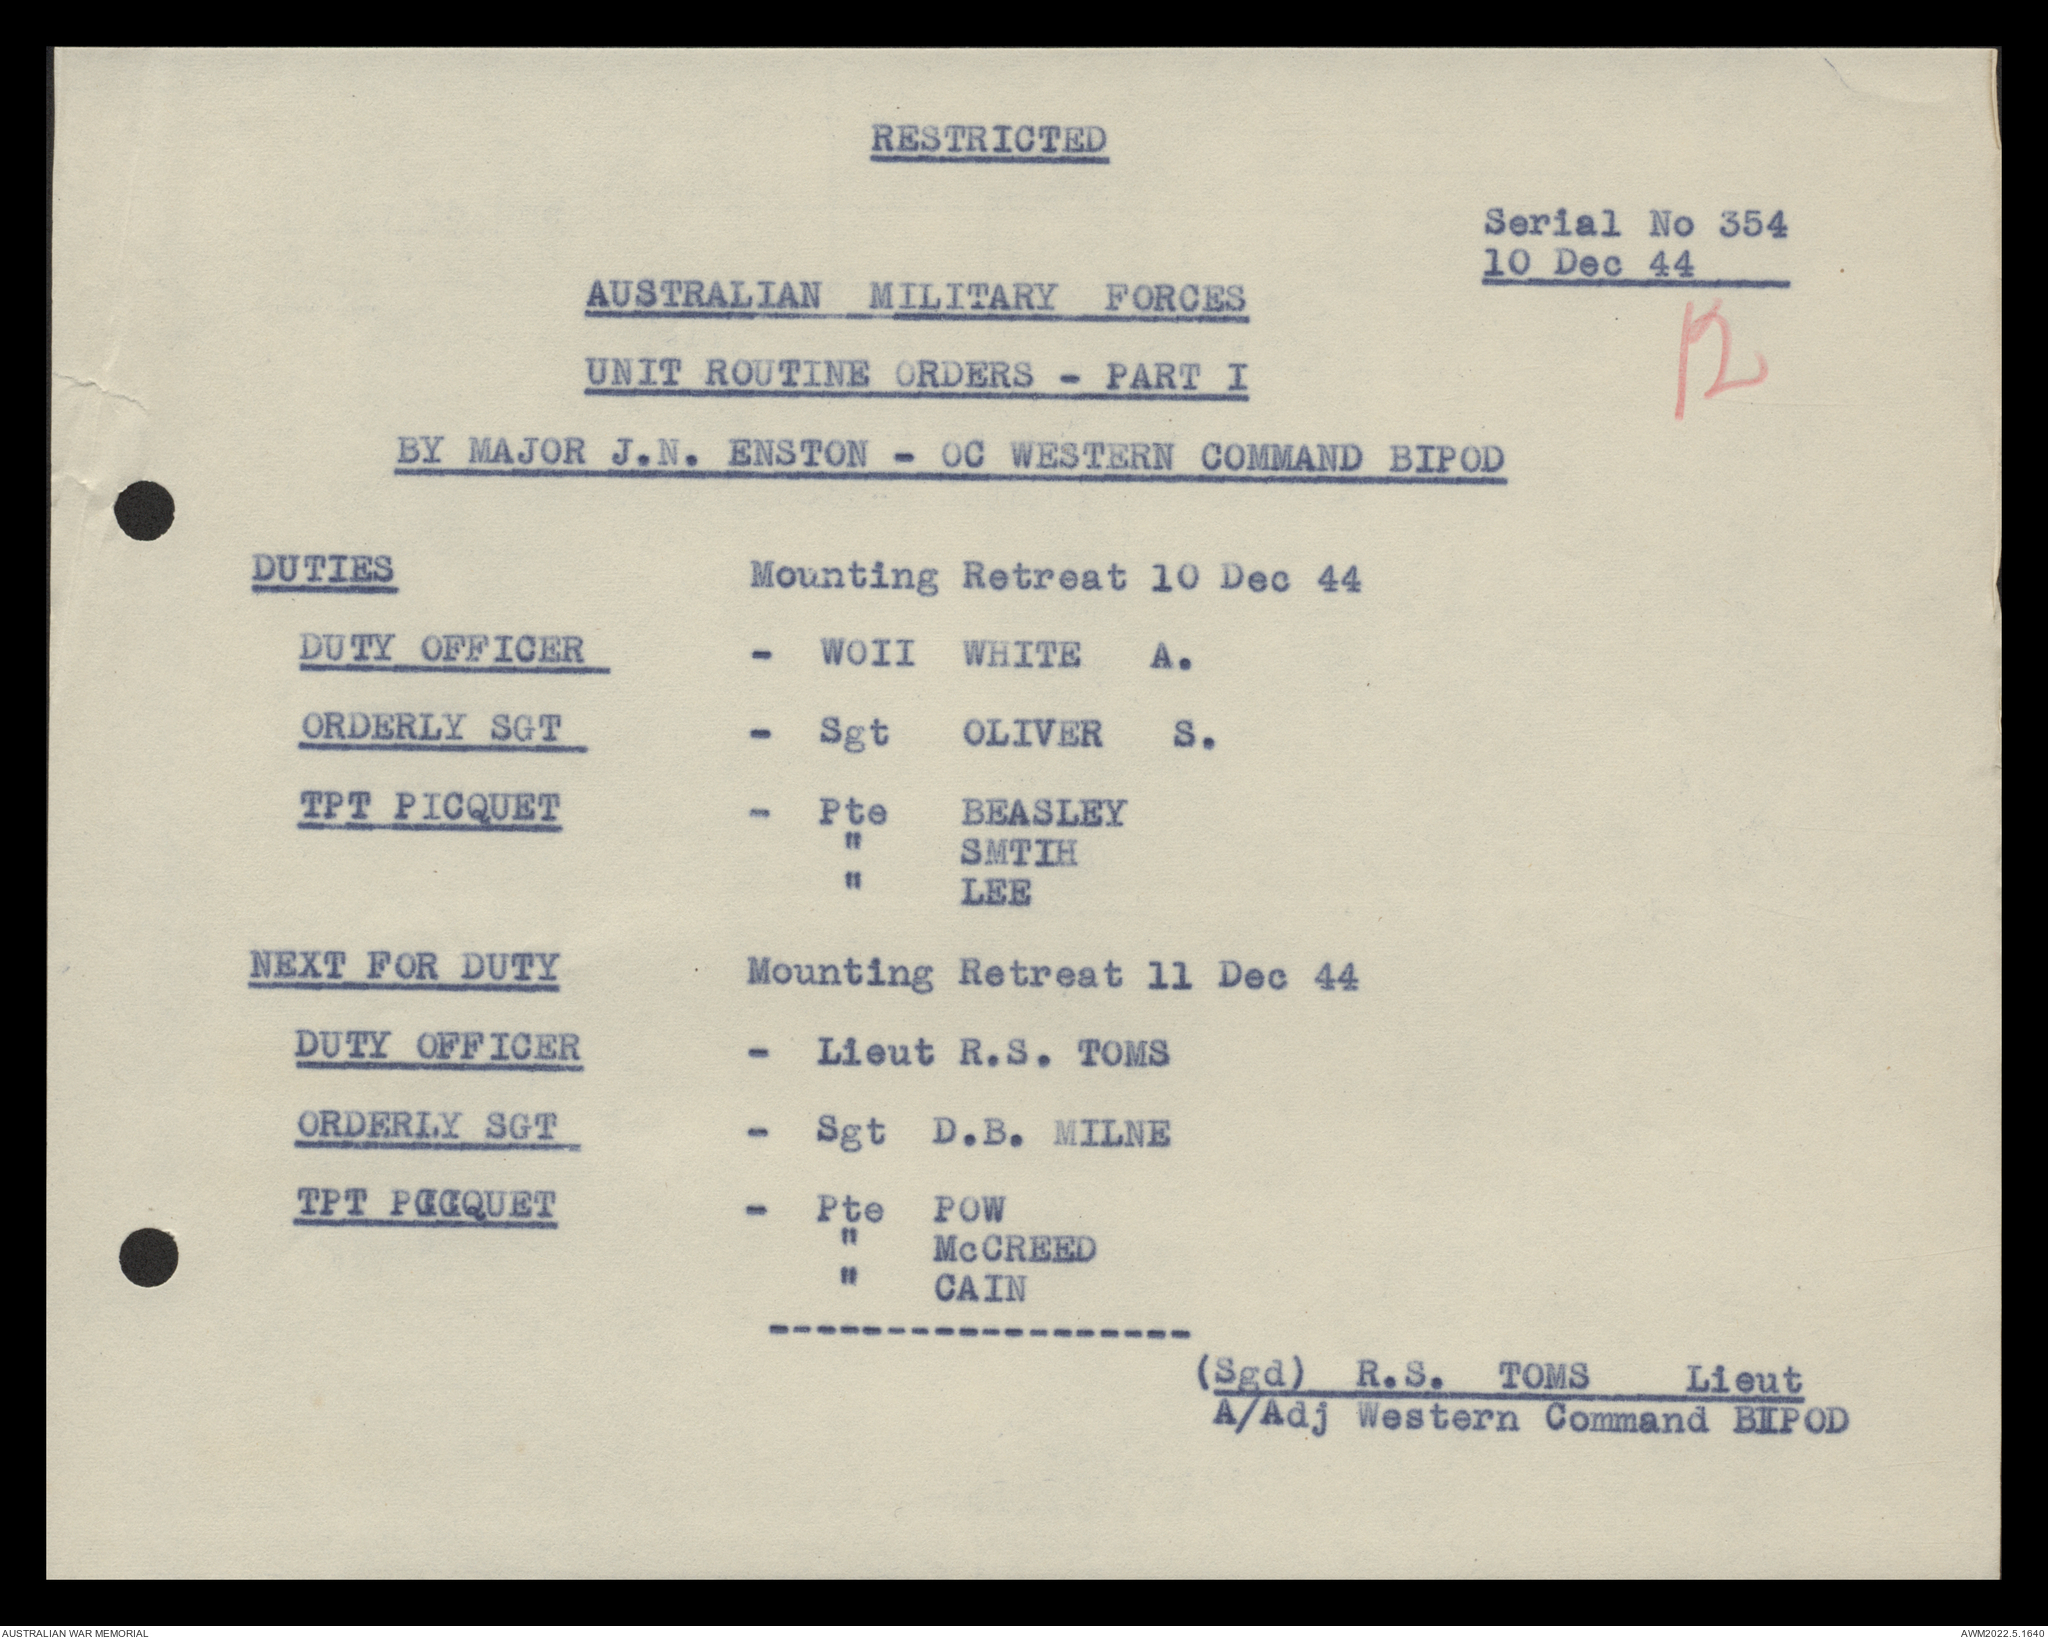 RESTRICTED
Serial No 354
10 Dec 44
12
AUSTRALIAN MILITARY FORCES
UNIT ROUTINE ORDERS - PART I
BY MAJOR J.N. ENSTON - OC WESTERN COMMAND BIPOD
DUTIES Mounting Retreat 10 Dec 44
DUTY OFFICER - WOII WHITE A.
ORDERLY SGT - Sgt OLIVER S.
TPT PICQUET - Pte BEASLEY
" SMTIH
" LEE
NEXT FOR DUTY Mounting Retreat 11 Dec 44
DUTY OFFICER - Lieut R.S. TOMS
ORDERLY SGT - Sgt D.B. MILNE
TPT PICQUET - Pte POW
" McCREED
" CAIN
-------------------
(Sgd) R.S. TOMS Lieut
A/Adj Western Command BIPOD
AUSTRALIAN WAR MEMORIAL
AWM2022.5.1640